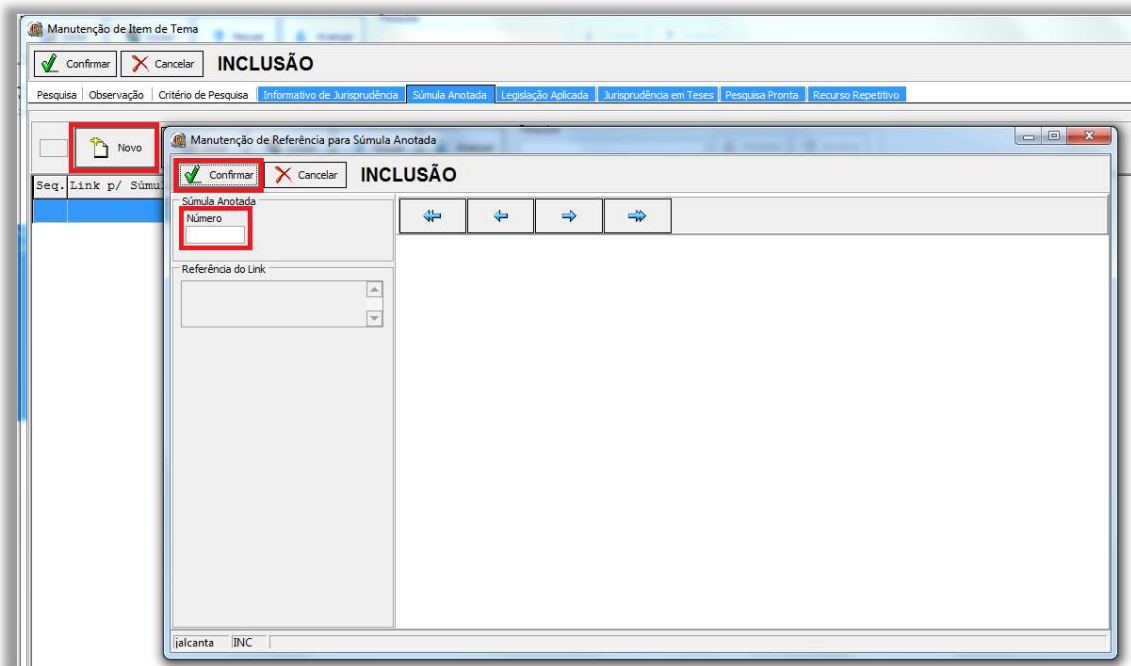 Manutenção de Item de Tema
Confirmar Cancelar INCLUSÃO
Pesquisa Observação Critério de Pesquisa Informativo de Jurisprudência Súmula Anotada Legislação Aplicada Jurisprudência em Teses Pesquisa Pronta Recurso Repetitivo
Novo
Seq. Link p/ Súmu
Manutenção de Referência para Súmula Anotada
Confirmar Cancelar INCLUSÃO
Súmula Anotada
Número
Referência do Link
jalcanta INC